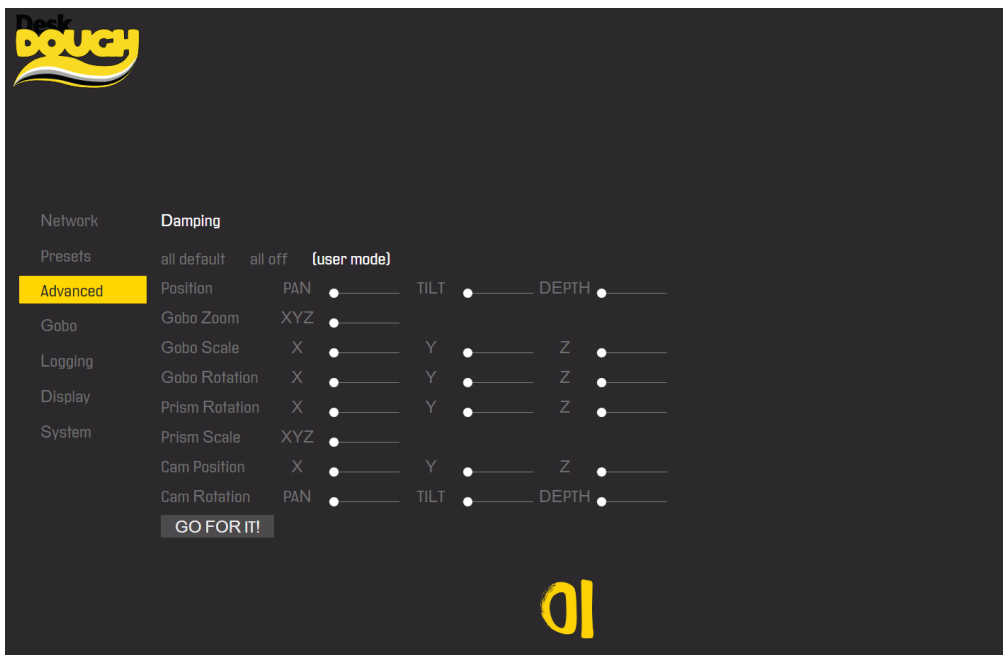 Desk
DOUGH
Network
Presets
Advanced
Gobo
Logging
Display
System
Damping
all default all off (user mode)
Position PAN TILT DEPTH
Gobo Zoom XYZ
Gobo Scale X Y Z
Gobo Rotation X Y Z
Prism Rotation X Y Z
Prism Scale XYZ
Cam Position X Y Z
Cam Rotation PAN TILT DEPTH
GO FOR IT!